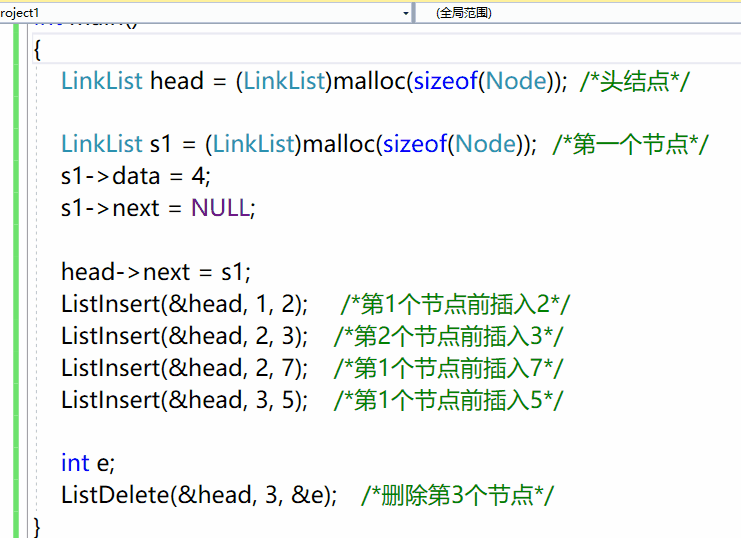 roject1 (全局范围)
int main()
{
LinkList head = (LinkList)malloc(sizeof(Node)); /*头结点*/
LinkList s1 = (LinkList)malloc(sizeof(Node)); /*第一个节点*/
s1->data = 4;
s1->next = NULL;
head->next = s1;
ListInsert(&head, 1, 2); /*第1个节点前插入2*/
ListInsert(&head, 2, 3); /*第2个节点前插入3*/
ListInsert(&head, 2, 7); /*第1个节点前插入7*/
ListInsert(&head, 3, 5); /*第1个节点前插入5*/
int e;
ListDelete(&head, 3, &e); /*删除第3个节点*/
}